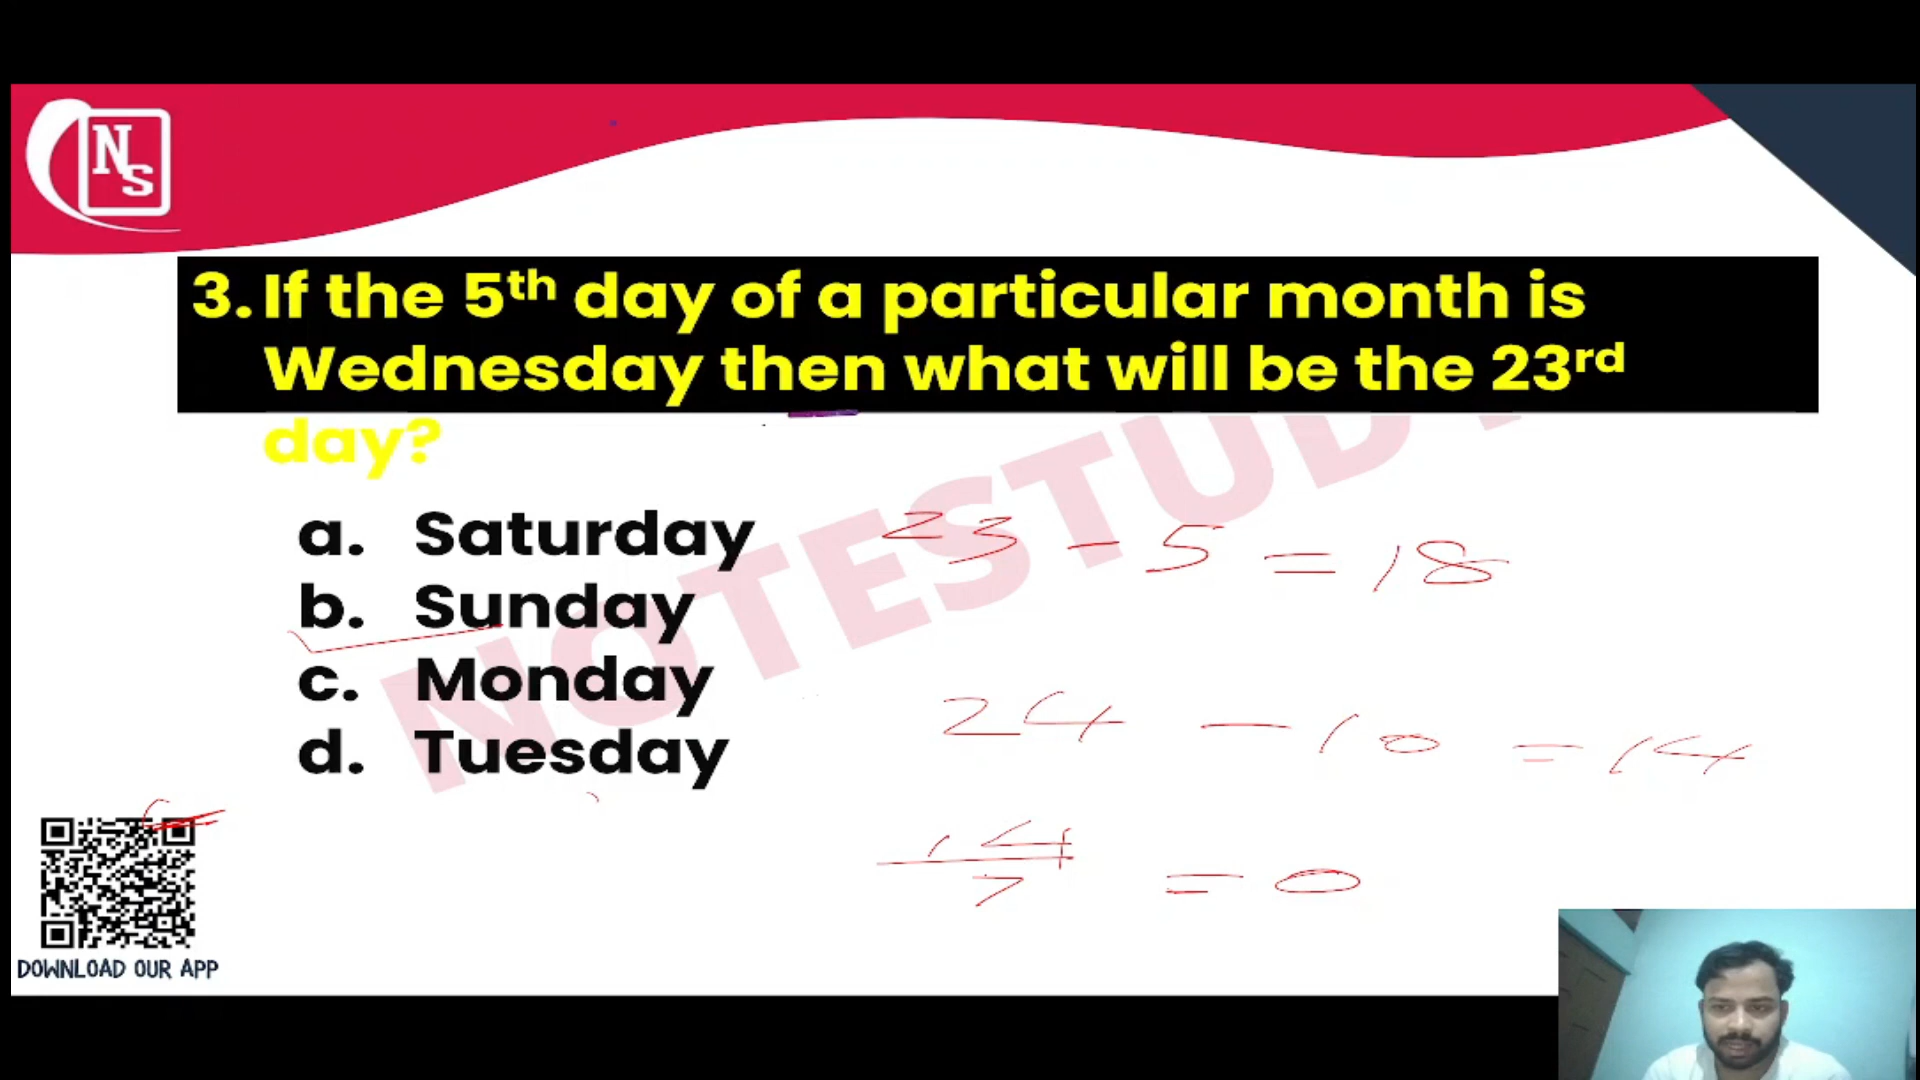 NS
3. If the 5th day of a particular month is
Wednesday then what will be the 23rd
day?
a. Saturday
b. Sunday
c. Monday
d. Tuesday
23 - 5 = 18
24 - 10 = 14
14
7 = 0
NOTESTUD
DOWNLOAD OUR APP